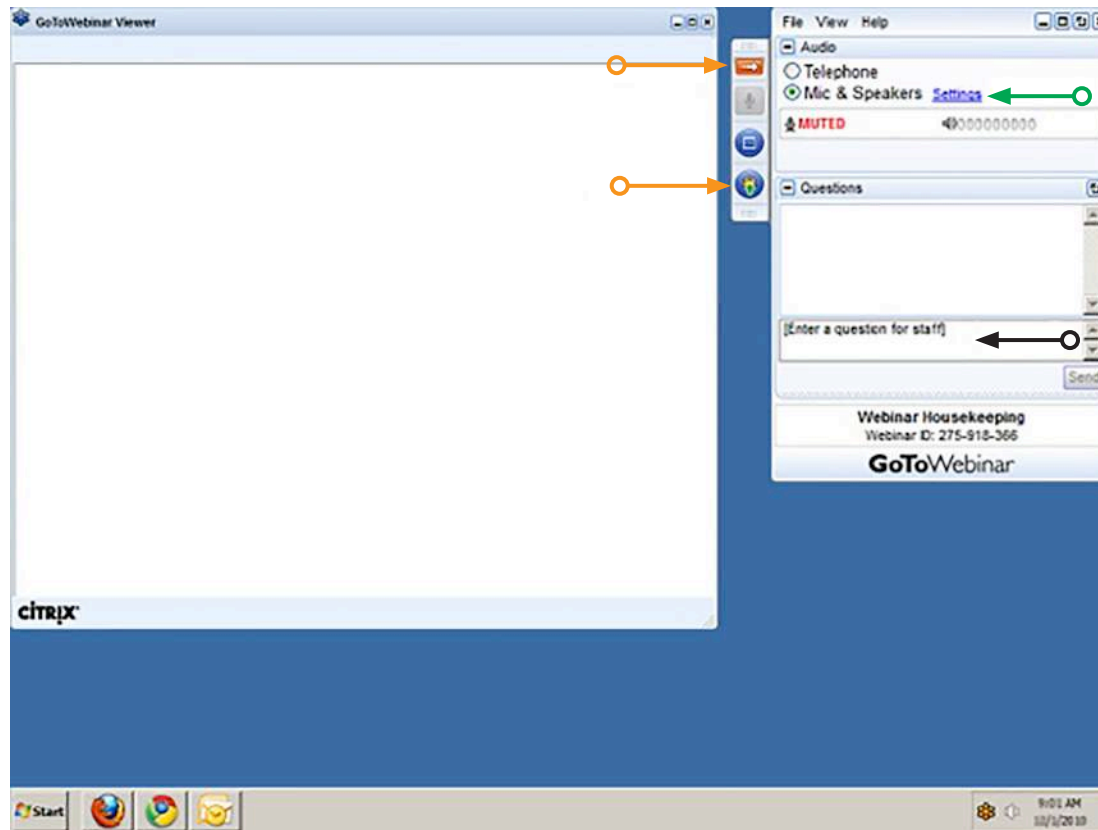 GoToWebinar Viewer
File View Help
Audio
Telephone
Mic & Speakers Settings
MUTED
Questions
[Enter a question for staff]
Send
Webinar Housekeeping
Webinar ID: 275-918-366
GoToWebinar
citrix
Start
9:01 AM
12/1/2010